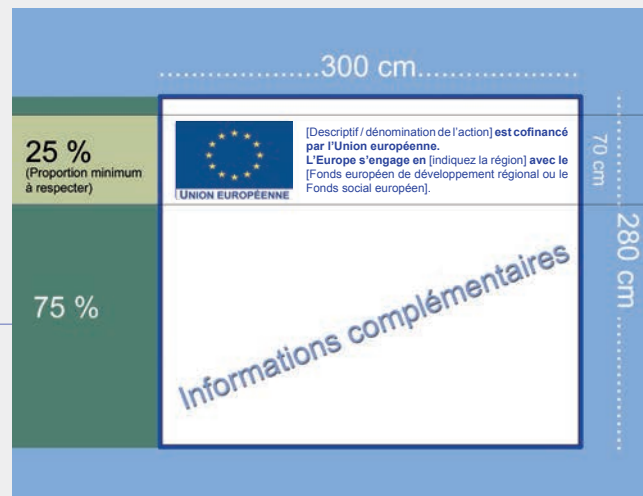 300 cm
25 %
(Proportion minimum
à respecter)
UNION EUROPÉENNE
[Descriptif / dénomination de l'action] est cofinancé
par l'Union européenne.
L'Europe s'engage en [indiquez la région] avec le
[Fonds européen de développement régional ou le
Fonds social européen].
70 cm
280 cm
75 %
Informations complémentaires